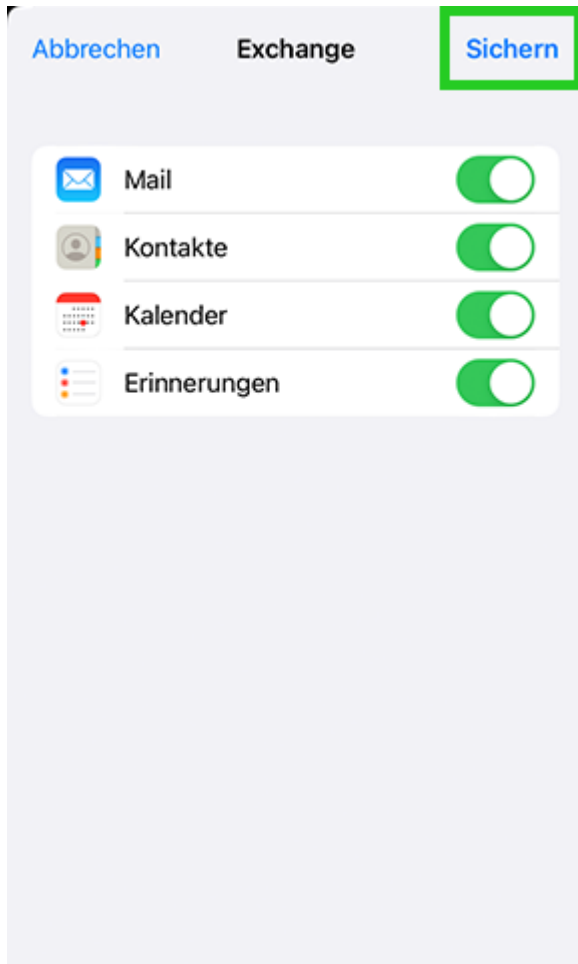 Abbrechen Exchange Sichern
Mail
Kontakte
Kalender
Erinnerungen